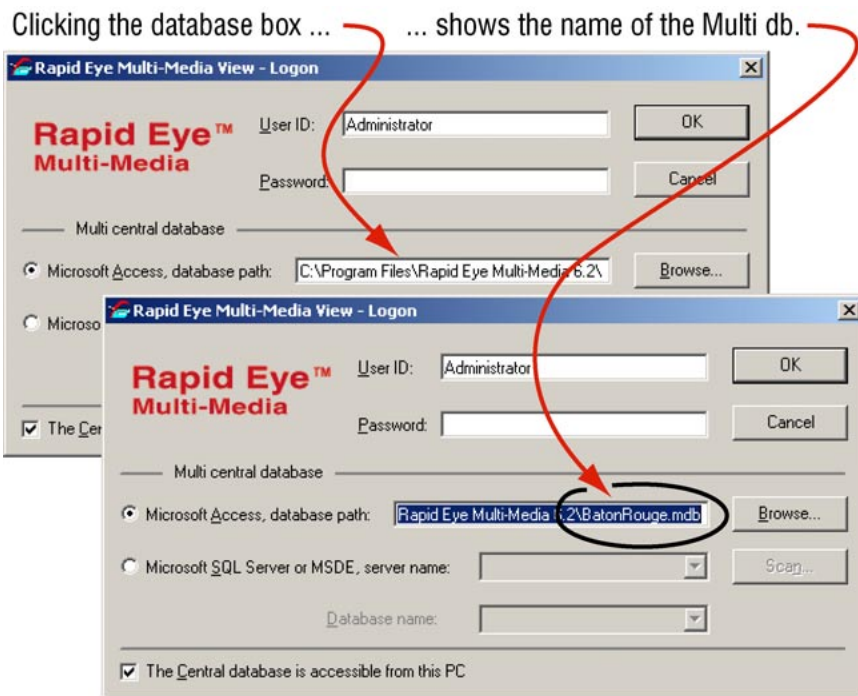 Clicking the database box ... ... shows the name of the Multi db.
Rapid Eye Multi-Media View - Logon
Rapid Eye™
Multi-Media
User ID: Administrator
OK
Password:
Cancel
Multi central database
Microsoft Access, database path: C:\Program Files\Rapid Eye Multi-Media 6.2\
Browse...
Microso
The Cer
Rapid Eye Multi-Media View - Logon
Rapid Eye™
Multi-Media
User ID: Administrator
OK
Password:
Cancel
Multi central database
Microsoft Access, database path: Rapid Eye Multi-Media 6.2\BatonRouge.mdb
Browse...
Microsoft SQL Server or MSDE, server name:
Scan...
Database name:
The Central database is accessible from this PC